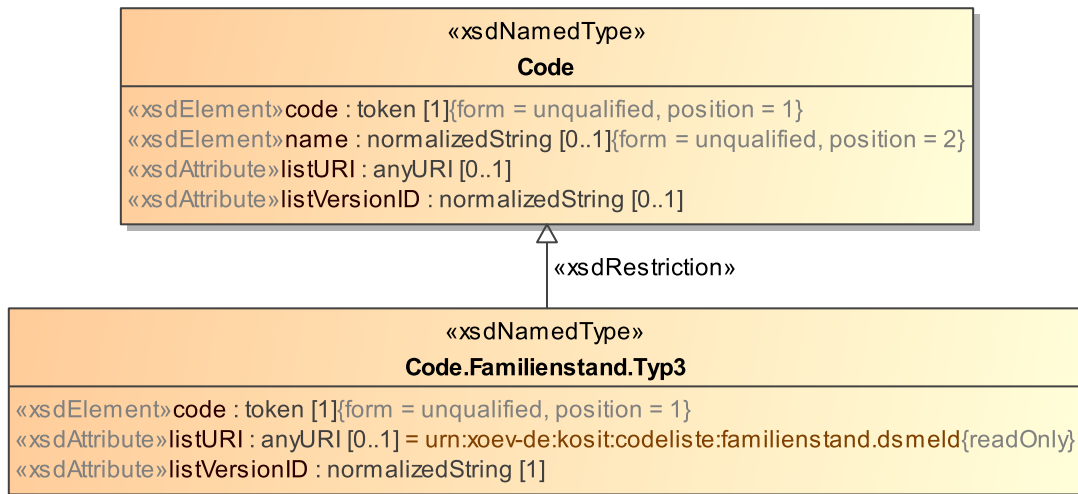 «xsdNamedType»
Code
«xsdElement»code : token [1]{form = unqualified, position = 1}
«xsdElement»name : normalizedString [0..1]{form = unqualified, position = 2}
«xsdAttribute»listURI : anyURI [0..1]
«xsdAttribute»listVersionID : normalizedString [0..1]
«xsdRestriction»
«xsdNamedType»
Code.Familienstand.Typ3
«xsdElement»code : token [1]{form = unqualified, position = 1}
«xsdAttribute»listURI : anyURI [0..1] = urn:xoev-de:kosit:codeliste:familienstand.dsmeld{readOnly}
«xsdAttribute»listVersionID : normalizedString [1]